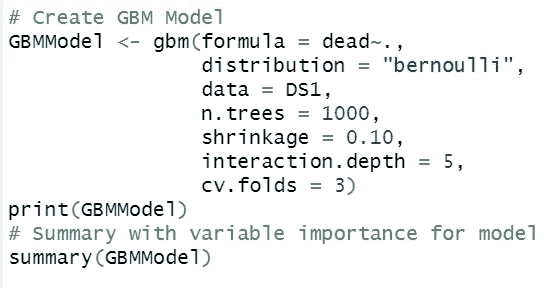 # Create GBM Model
GBMModel <- gbm(formula = dead~.,
                distribution = "bernoulli",
                data = DS1,
                n.trees = 1000,
                shrinkage = 0.10,
                interaction.depth = 5,
                cv.folds = 3)
print(GBMModel)
# Summary with variable importance for model
summary(GBMModel)